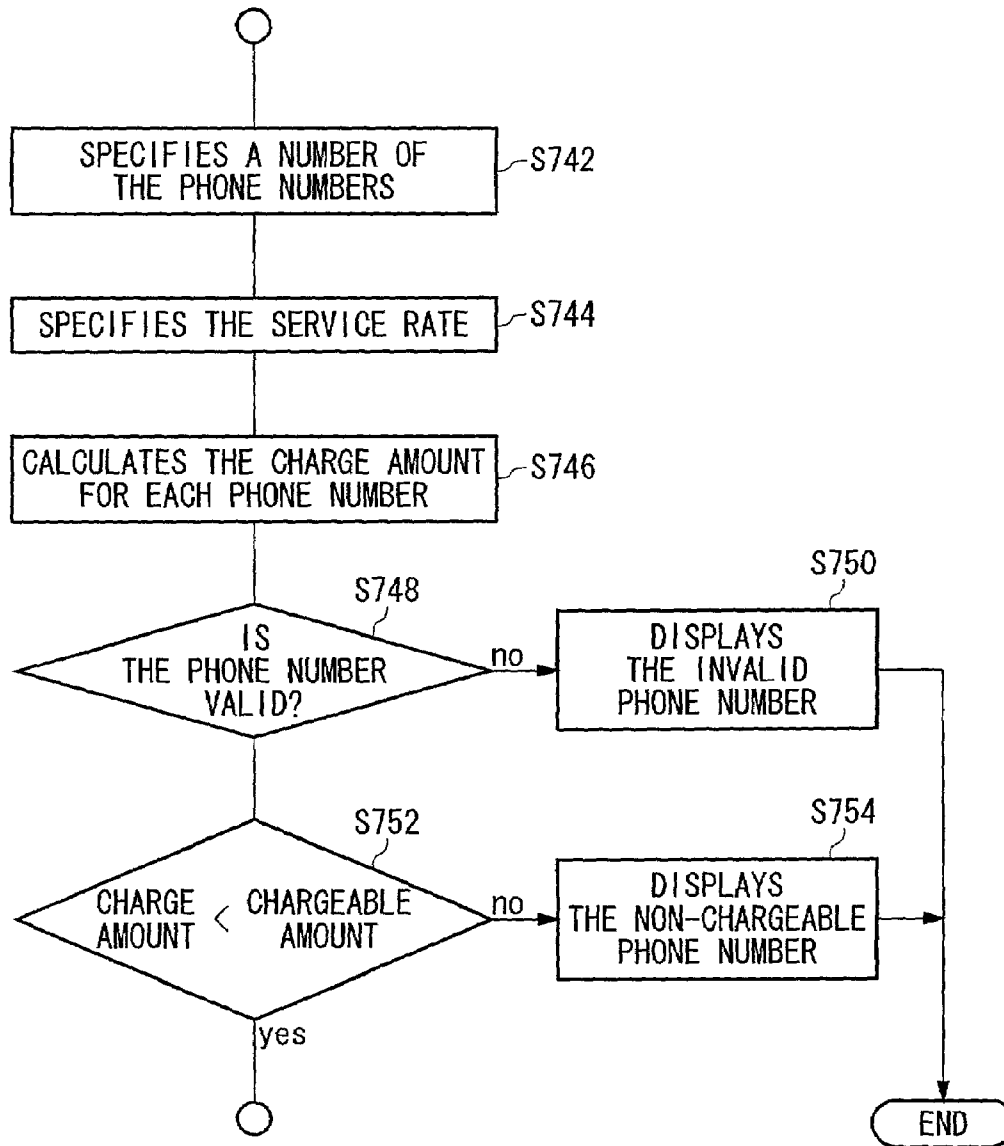 SPECIFIES A NUMBER OF
THE PHONE NUMBERS
S742
SPECIFIES THE SERVICE RATE
S744
CALCULATES THE CHARGE AMOUNT
FOR EACH PHONE NUMBER
S746
S748
IS
THE PHONE NUMBER
VALID?
no
S750
DISPLAYS
THE INVALID
PHONE NUMBER
S752
CHARGE AMOUNT < CHARGEABLE AMOUNT
no
S754
DISPLAYS
THE NON-CHARGEABLE
PHONE NUMBER
yes
END